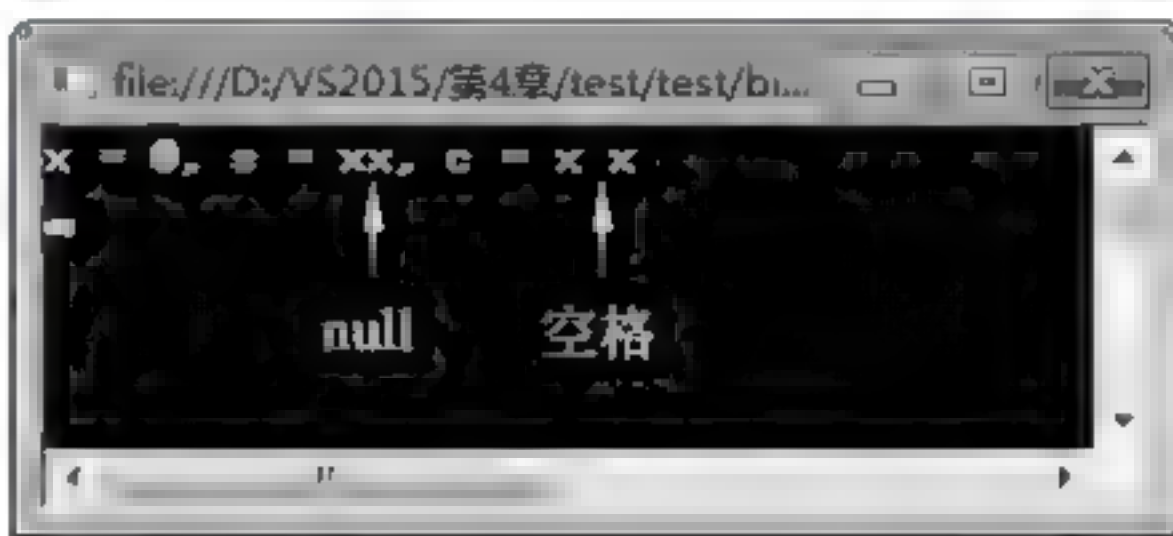 file:///D:/VS2015/第4章/test/test/bi...
x = 0, s = xx, c = x x
null
空格